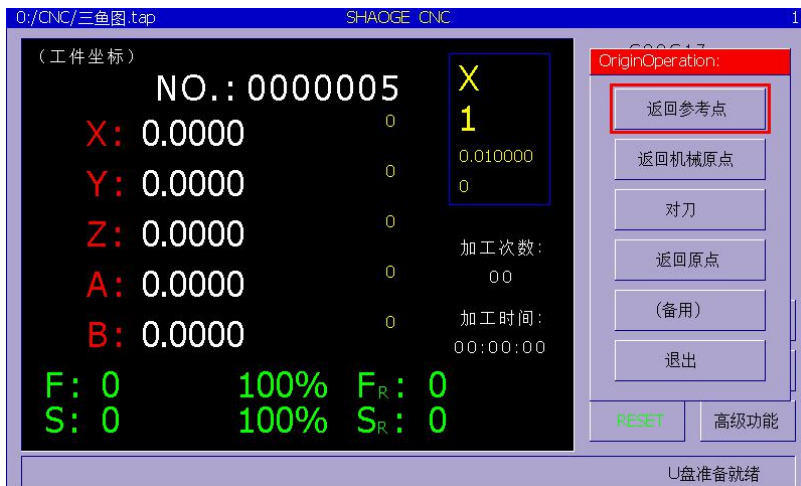 0:/CNC/三鱼图.tap SHAOGE CNC 1
(工件坐标)
NO.: 0000005
X: 0.0000 0
Y: 0.0000 0
Z: 0.0000 0
A: 0.0000 0
B: 0.0000 0
X
1
0.010000
0
加工次数:
00
加工时间:
00:00:00
F: 0 100% FR: 0
S: 0 100% SR: 0
OriginOperation:
返回参考点
返回机械原点
对刀
返回原点
(备用)
退出
RESET 高级功能
U盘准备就绪